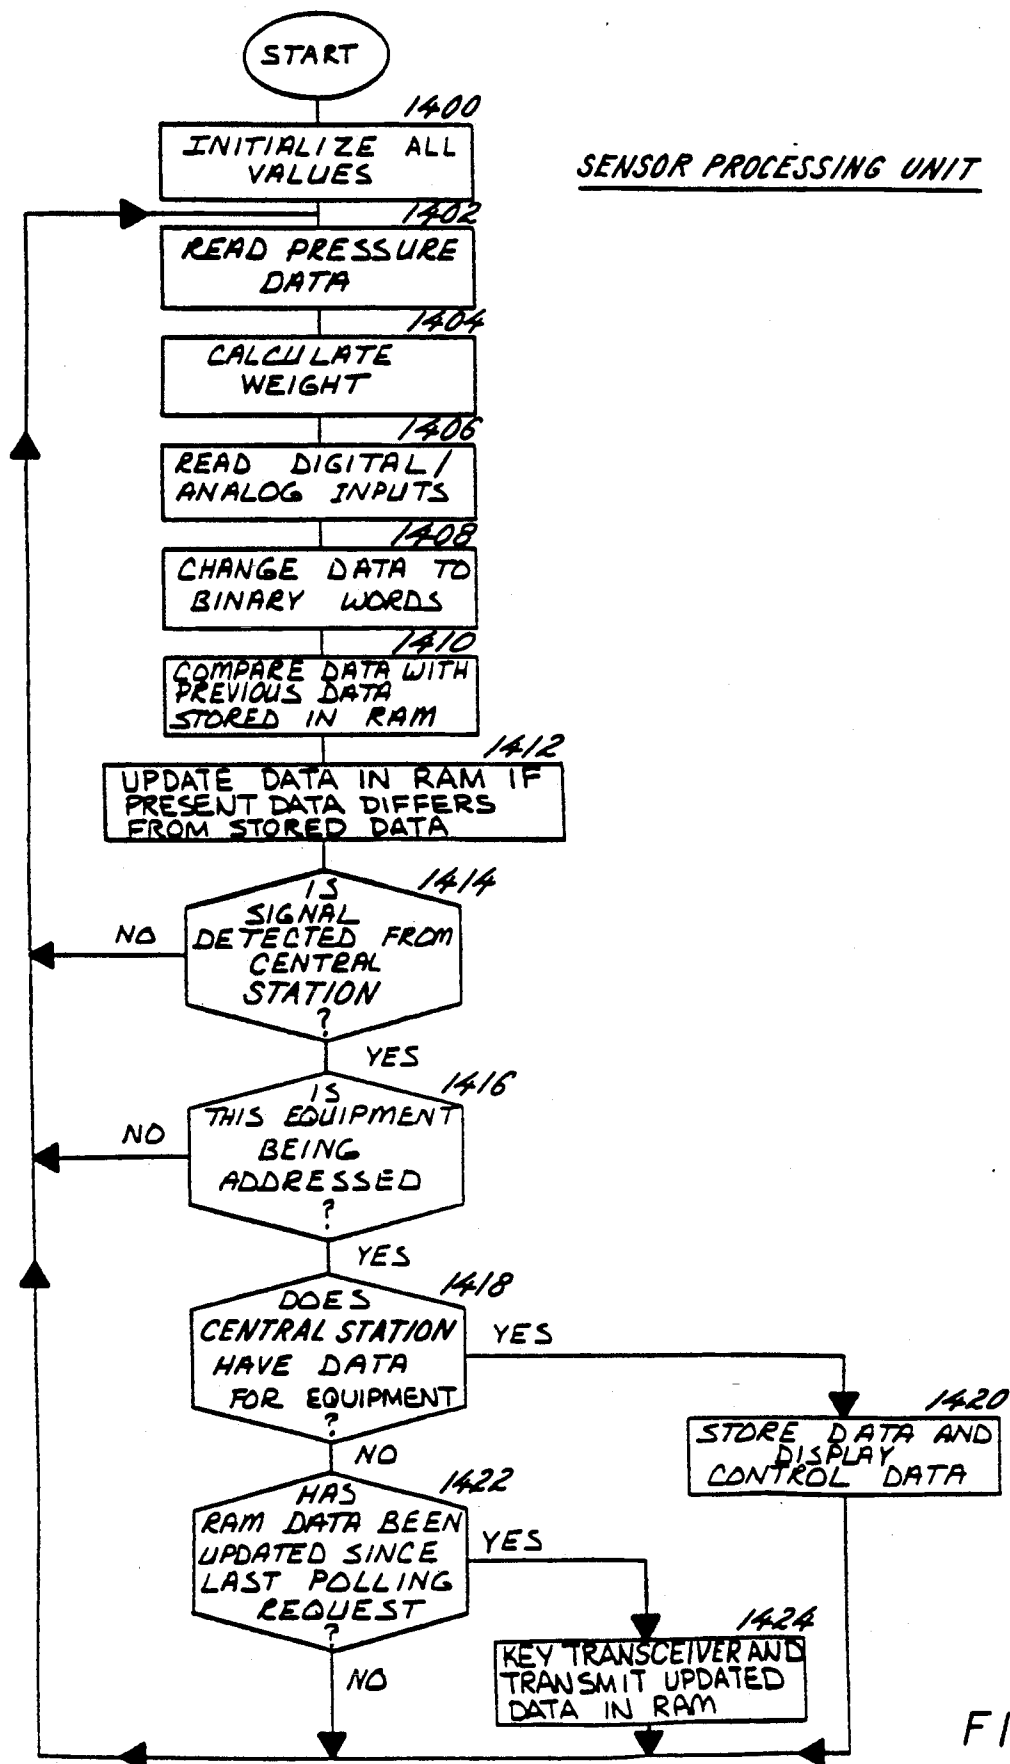 START
1400
INITIALIZE ALL
VALUES
SENSOR PROCESSING UNIT
1402
READ PRESSURE
DATA
1404
CALCULATE
WEIGHT
1406
READ DIGITAL/
ANALOG INPUTS
1408
CHANGE DATA TO
BINARY WORDS
1410
COMPARE DATA WITH
PREVIOUS DATA
STORED IN RAM
1412
UPDATE DATA IN RAM IF
PRESENT DATA DIFFERS
FROM STORED DATA
1414
IS
SIGNAL
DETECTED FROM
CENTRAL
STATION
?
NO
YES
1416
IS
THIS EQUIPMENT
BEING
ADDRESSED
?
NO
YES
1418
DOES
CENTRAL STATION
HAVE DATA
FOR EQUIPMENT
?
YES
NO
1420
STORE DATA AND
DISPLAY
CONTROL DATA
1422
HAS
RAM DATA BEEN
UPDATED SINCE
LAST POLLING
REQUEST
?
YES
NO
1424
KEY TRANSCEIVER AND
TRANSMIT UPDATED
DATA IN RAM
FI